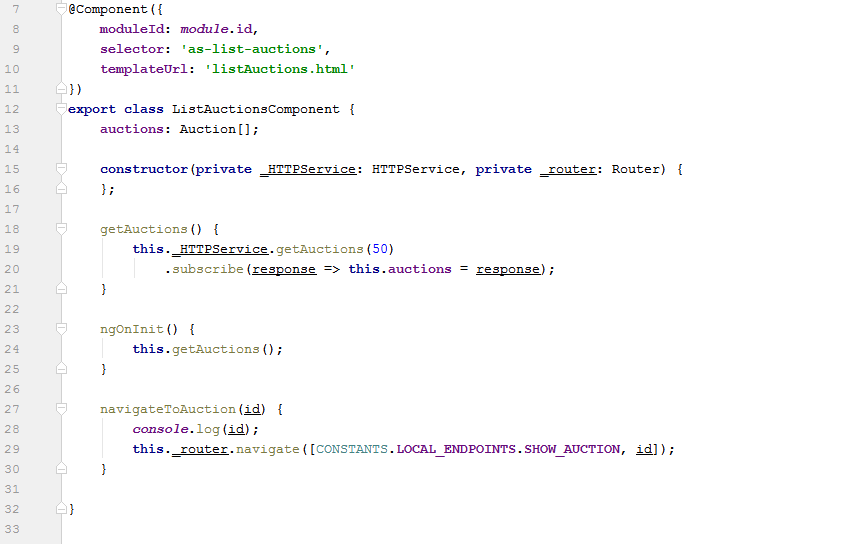 7 @Component({
8     moduleId: module.id,
9     selector: 'as-list-auctions',
10     templateUrl: 'listAuctions.html'
11 })
12 export class ListAuctionsComponent {
13     auctions: Auction[];
14
15     constructor(private _HTTPService: HTTPService, private _router: Router) {
16     };
17
18     getAuctions() {
19         this._HTTPService.getAuctions(50)
20             .subscribe(response => this.auctions = response);
21     }
22
23     ngOnInit() {
24         this.getAuctions();
25     }
26
27     navigateToAuction(id) {
28         console.log(id);
29         this._router.navigate([CONSTANTS.LOCAL_ENDPOINTS.SHOW_AUCTION, id]);
30     }
31
32 }
33